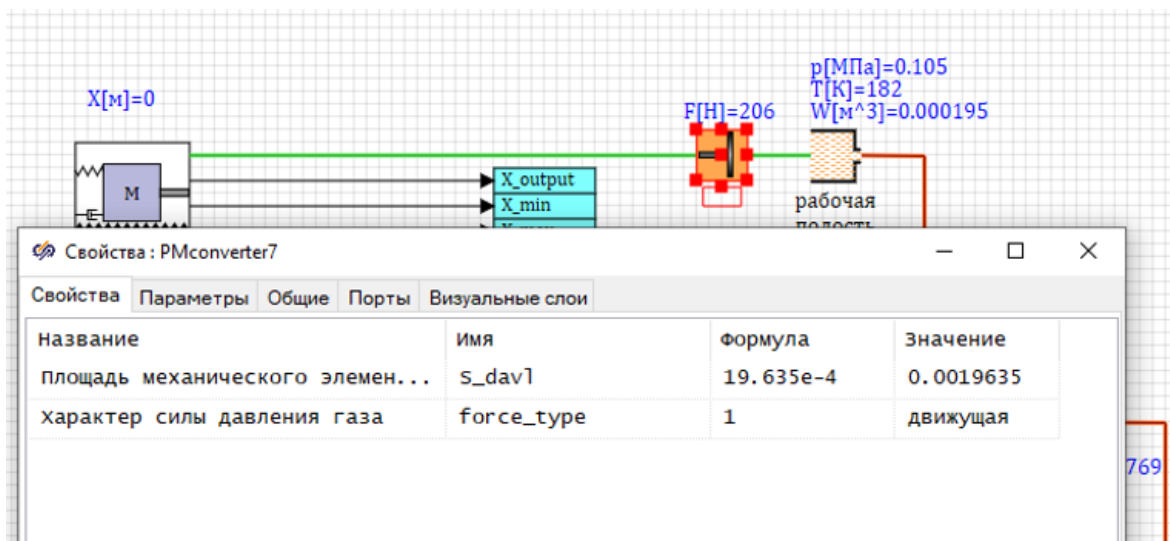 p[МПа]=0.105
T[K]=182
X[м]=0
F[Н]=206
W[м^3]=0.000195
M
X_output
X_min
рабочая
Свойства : PMconverter7
Свойства Параметры Общие Порты Визуальные слои
Название Имя Формула Значение
Площадь механического элемен... S_davl 19.635e-4 0.0019635
Характер силы давления газа force_type 1 движущая
769